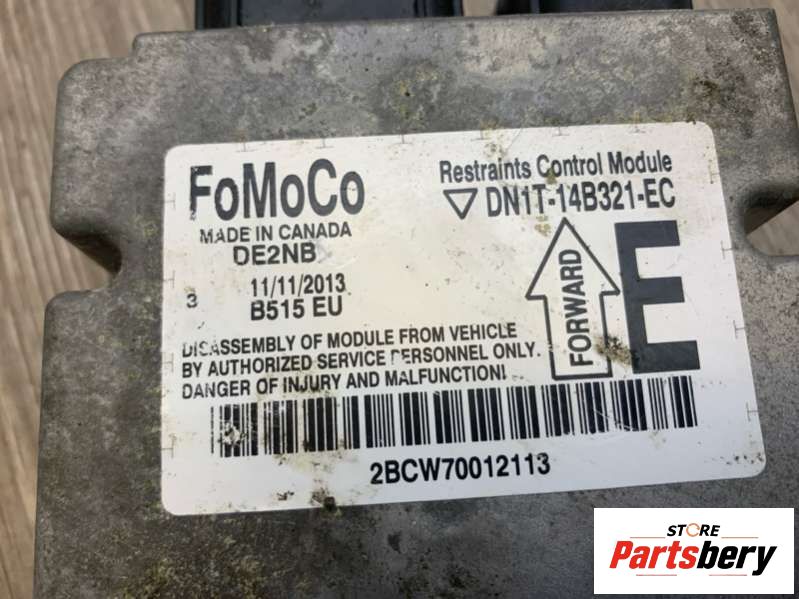 FoMoCo
MADE IN CANADA
DE2NB
3 11/11/2013
B515 EU
Restraints Control Module
DN1T-14B321-EC
FORWARD
E
DISASSEMBLY OF MODULE FROM VEHICLE
BY AUTHORIZED SERVICE PERSONNEL ONLY.
DANGER OF INJURY AND MALFUNCTION!
2BCW70012113
STORE
Partsbery